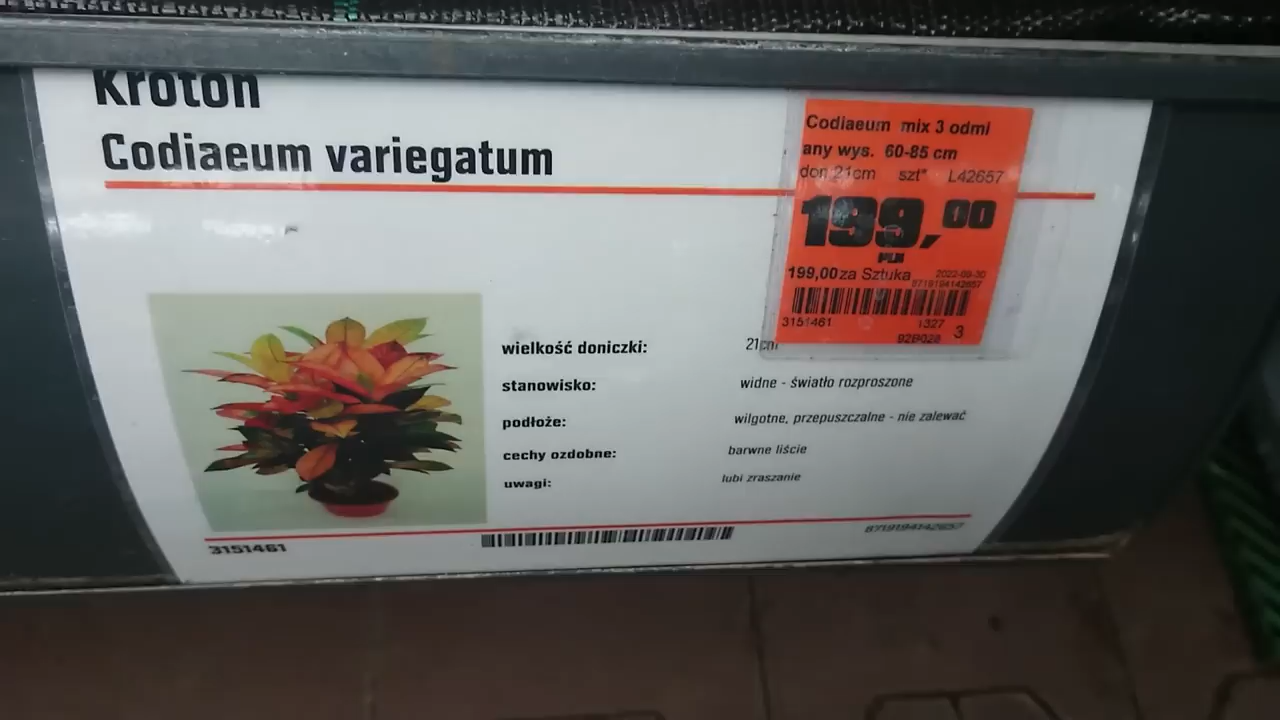 Kroton
Codiaeum variegatum
Codiaeum mix 3 odmi
any wys. 60-85 cm
don 21cm szt* L42657
199,00
PLN
199,00 za Sztuka 2022-09-30
8719194142657
3151461 1327
3
wielkość doniczki: 21cm
stanowisko: widne - światło rozproszone
podłoże: wilgotne, przepuszczalne - nie zalewać
cechy ozdobne: barwne liście
uwagi: lubi zraszanie
3151461 8719194142657